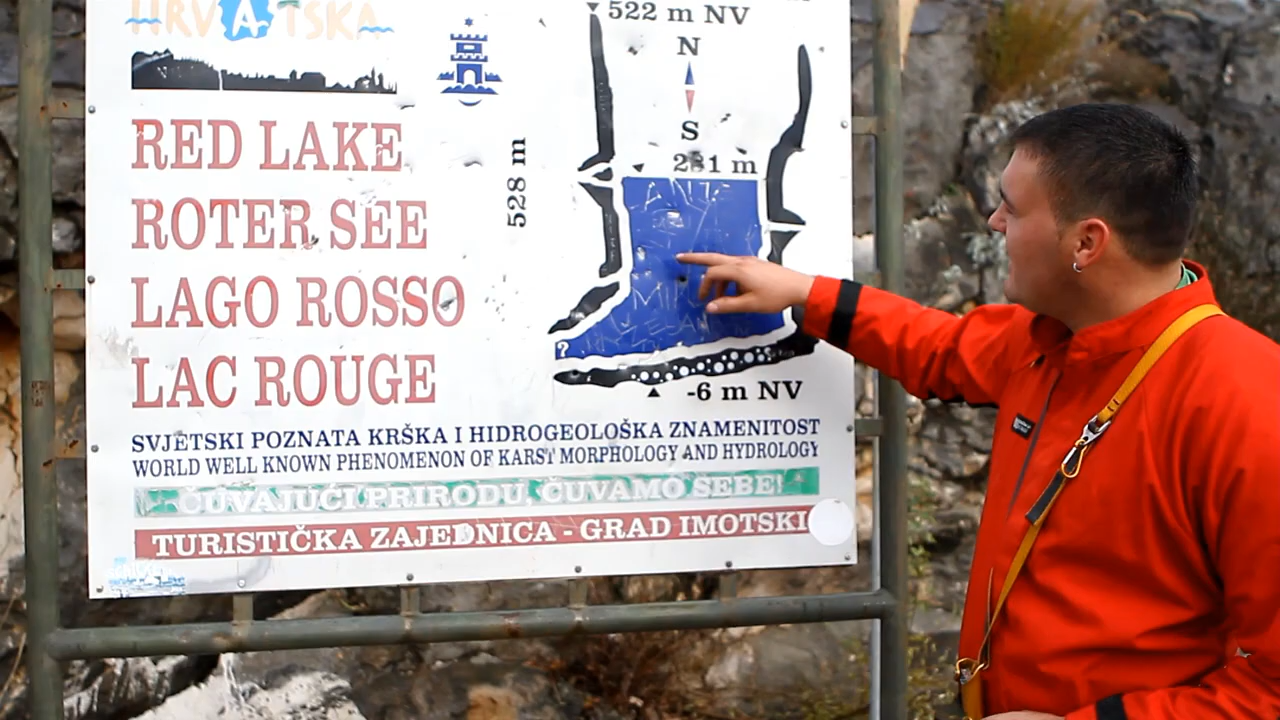 HRVATSKA
522 m NV
N
S
281 m
528 m
RED LAKE
ROTER SEE
LAGO ROSSO
LAC ROUGE
?
-6 m NV
SVJETSKI POZNATA KRŠKA I HIDROGEOLOŠKA ZNAMENITOST
WORLD WELL KNOWN PHENOMENON OF KARST MORPHOLOGY AND HYDROLOGY
ČUVAJUĆI PRIRODU, ČUVAMO SEBE!
TURISTIČKA ZAJEDNICA - GRAD IMOTSKI